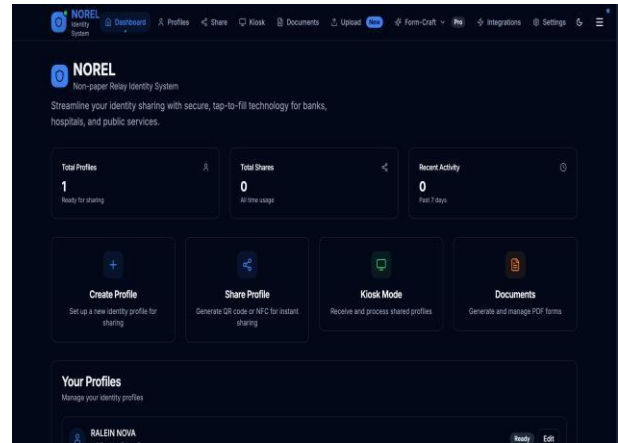 NOREL
Identity
System
Dashboard
Profiles
Share
Kiosk
Documents
Upload
New
Form-Craft
Pro
Integrations
Settings
NOREL
Non-paper Relay Identity System
Streamline your identity sharing with secure, tap-to-fill technology for banks,
hospitals, and public services.
Total Profiles
1
Ready for sharing
Total Shares
0
All time usage
Recent Activity
0
Past 7 days
Create Profile
Set up a new identity profile for
sharing
Share Profile
Generate QR code or NFC for instant
sharing
Kiosk Mode
Receive and process shared profiles
Documents
Generate and manage PDF forms
Your Profiles
Manage your identity profiles
RALEIN NOVA
Ready
Edit